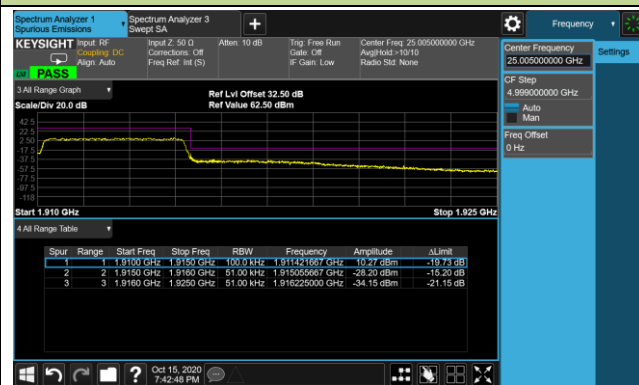 Spectrum Analyzer 1
Spurious Emissions
Spectrum Analyzer 3
Swept SA
Frequency
KEYSIGHT
Input: RF
Coupling: DC
Align: Auto
Input Z: 50 Ω
Corrections: Off
Freq Ref: Int (S)
Atten: 10 dB
Trig: Free Run
Gate: Off
IF Gain: Low
Center Freq: 25.005000000 GHz
Avg|Hold:>10/10
Radio Std: None
PASS
Center Frequency
25.005000000 GHz
Settings
CF Step
4.999000000 GHz
Auto
Man
Freq Offset
0 Hz
3 All Range Graph
Scale/Div 20.0 dB
Ref Lvl Offset 32.50 dB
Ref Value 62.50 dBm
42.5
22.5
2.50
-17.5
-37.5
-57.5
-77.5
-97.5
-118
Start 1.910 GHz
Stop 1.925 GHz
4 All Range Table
Spur Range Start Freq Stop Freq RBW Frequency Amplitude ΔLimit
1 1 1.9100 GHz 1.9150 GHz 100.0 kHz 1.911421667 GHz 10.27 dBm -19.73 dB
2 2 1.9150 GHz 1.9160 GHz 51.00 kHz 1.915055667 GHz -28.20 dBm -15.20 dB
3 3 1.9160 GHz 1.9250 GHz 51.00 kHz 1.916225000 GHz -34.15 dBm -21.15 dB
?
Oct 15, 2020
7:42:48 PM